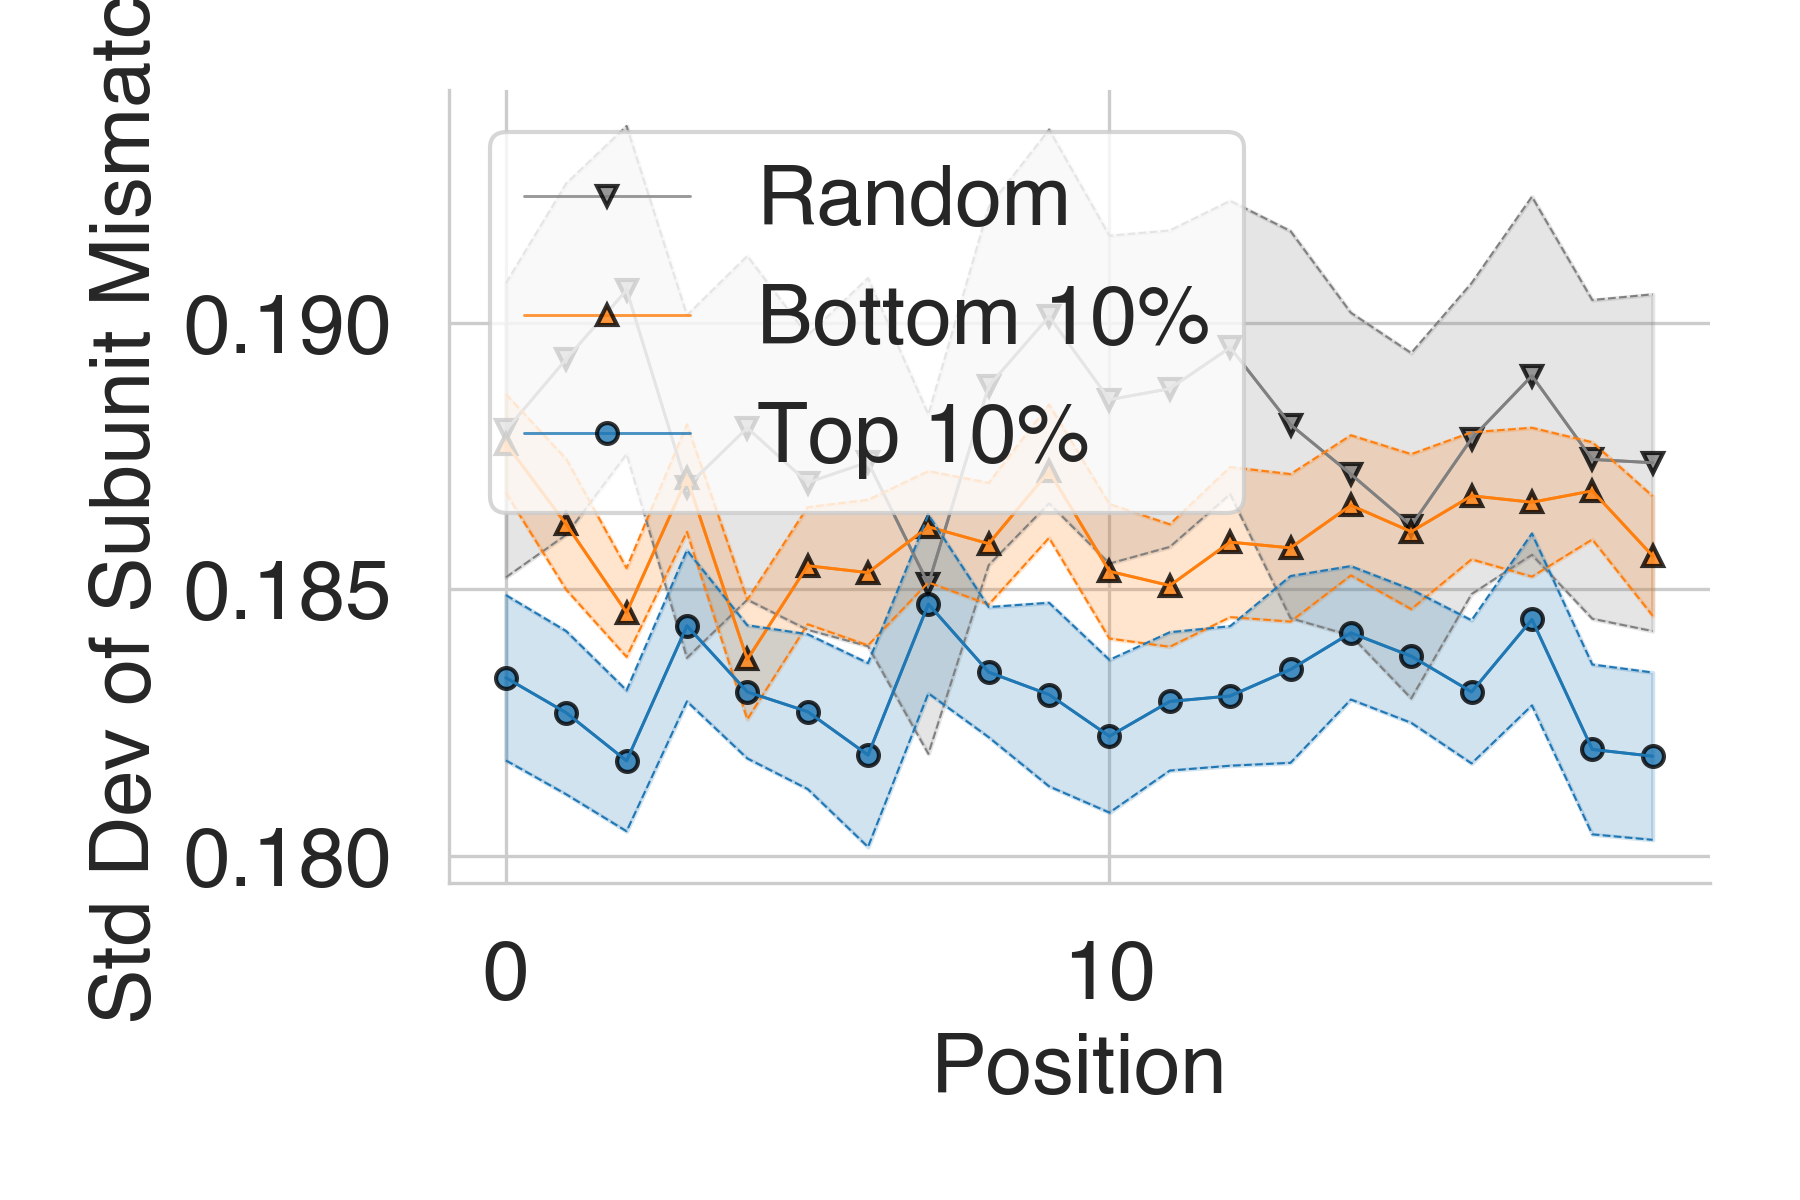 Std Dev of Subunit Mismatc
Random
Bottom 10%
Top 10%
0.190
0.185
0.180
0
10
Position